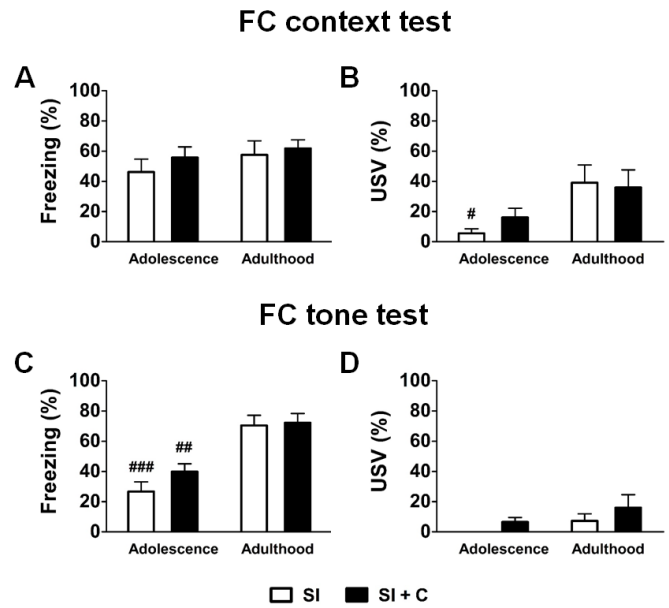 FC context test
A
Freezing (%)
100
80
60
40
20
0
Adolescence
Adulthood
B
USV (%)
100
80
60
40
20
0
#
Adolescence
Adulthood
FC tone test
C
Freezing (%)
100
80
60
40
20
0
###
##
Adolescence
Adulthood
D
USV (%)
100
80
60
40
20
0
Adolescence
Adulthood
SI
SI + C